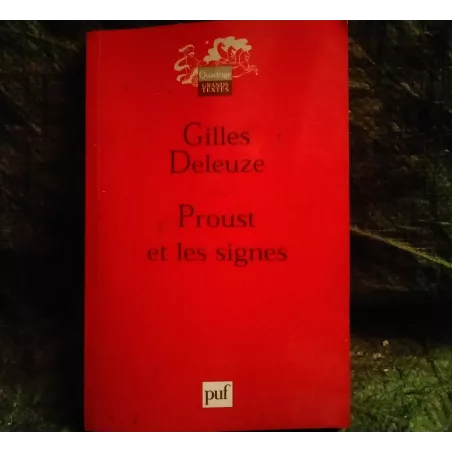 Quadrige
GRANDS
TEXTES
Gilles
Deleuze
Proust
et les signes
puf